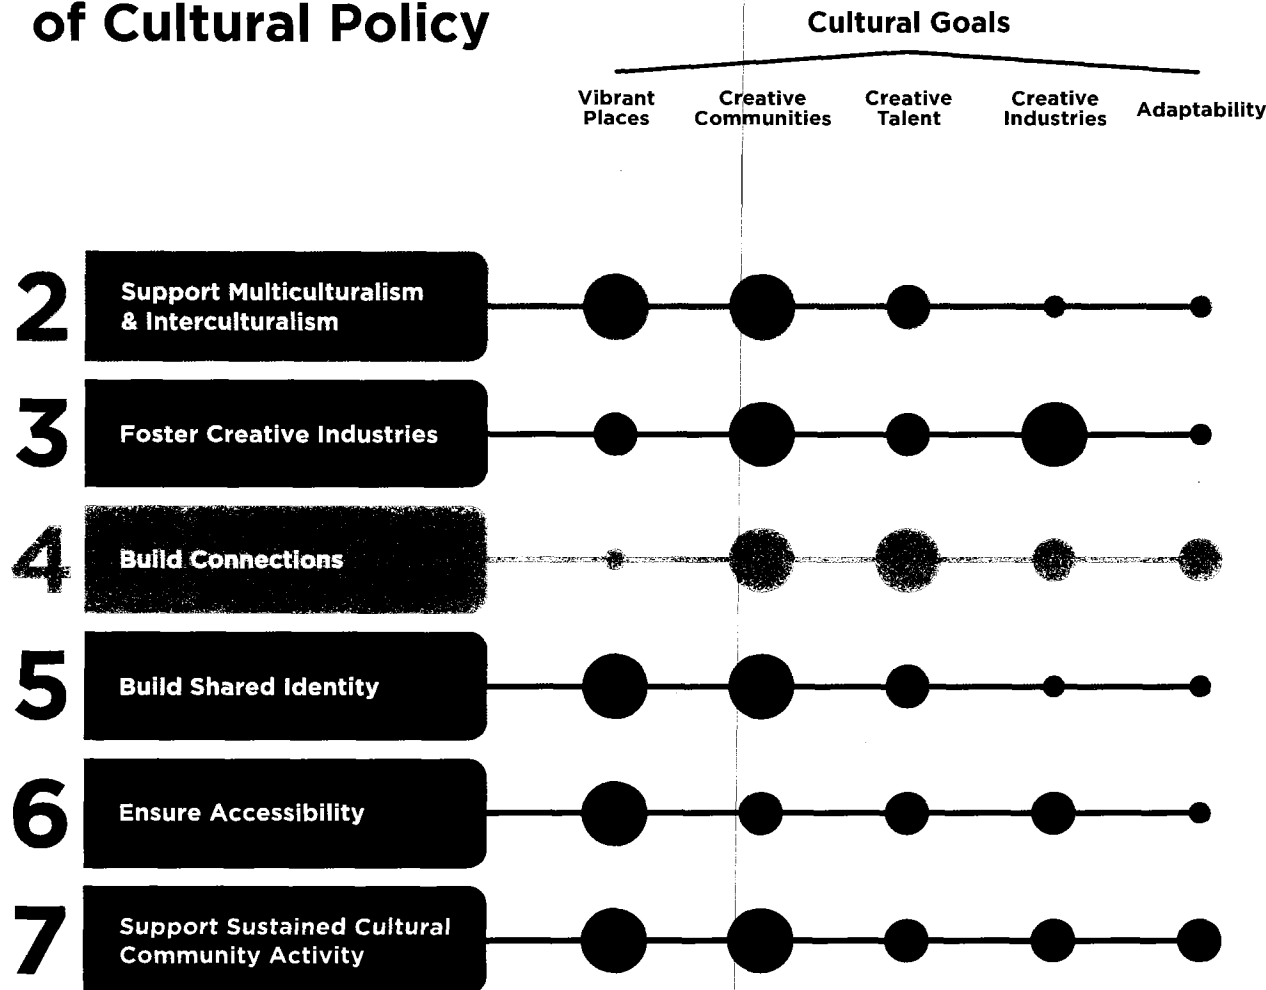 of Cultural Policy
Cultural Goals
Vibrant
Places
Creative
Communities
Creative
Talent
Creative
Industries
Adaptability
2
Support Multiculturalism
& Interculturalism
3
Foster Creative Industries
4
Build Connections
5
Build Shared Identity
6
Ensure Accessibility
7
Support Sustained Cultural
Community Activity